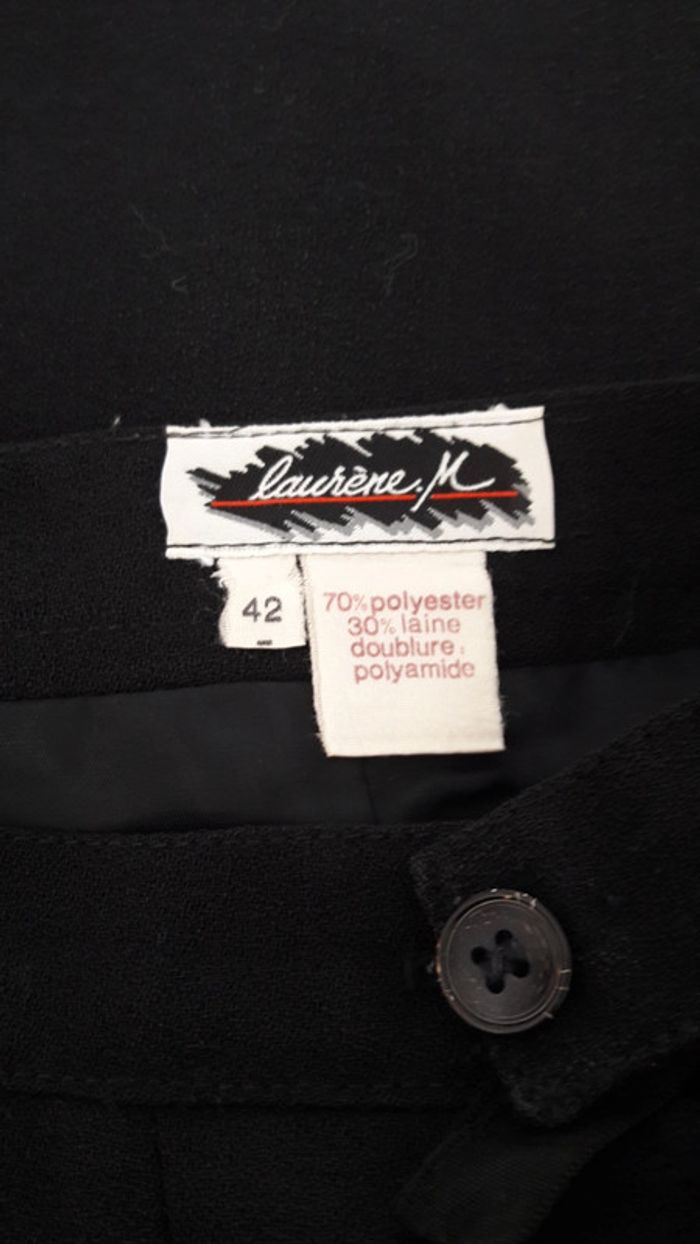 laurène.M
42
70% polyester
30% laine
doublure:
polyamide